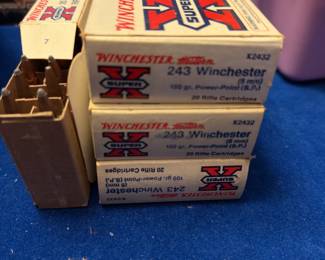 SUPER
7
WINCHESTER Western
X2432
X
SUPER
243 Winchester
(6 mm)
100 gr. Power-Point (S.P.)
20 Rifle Cartridges
WINCHESTER Western
X2432
X
SUPER
243 Winchester
(6 mm)
100 gr. Power-Point (S.P.)
20 Rifle Cartridges
X
SUPER
243 Winchester
(6 mm)
100 gr. Power-Point (S.P.)
20 Rifle Cartridges